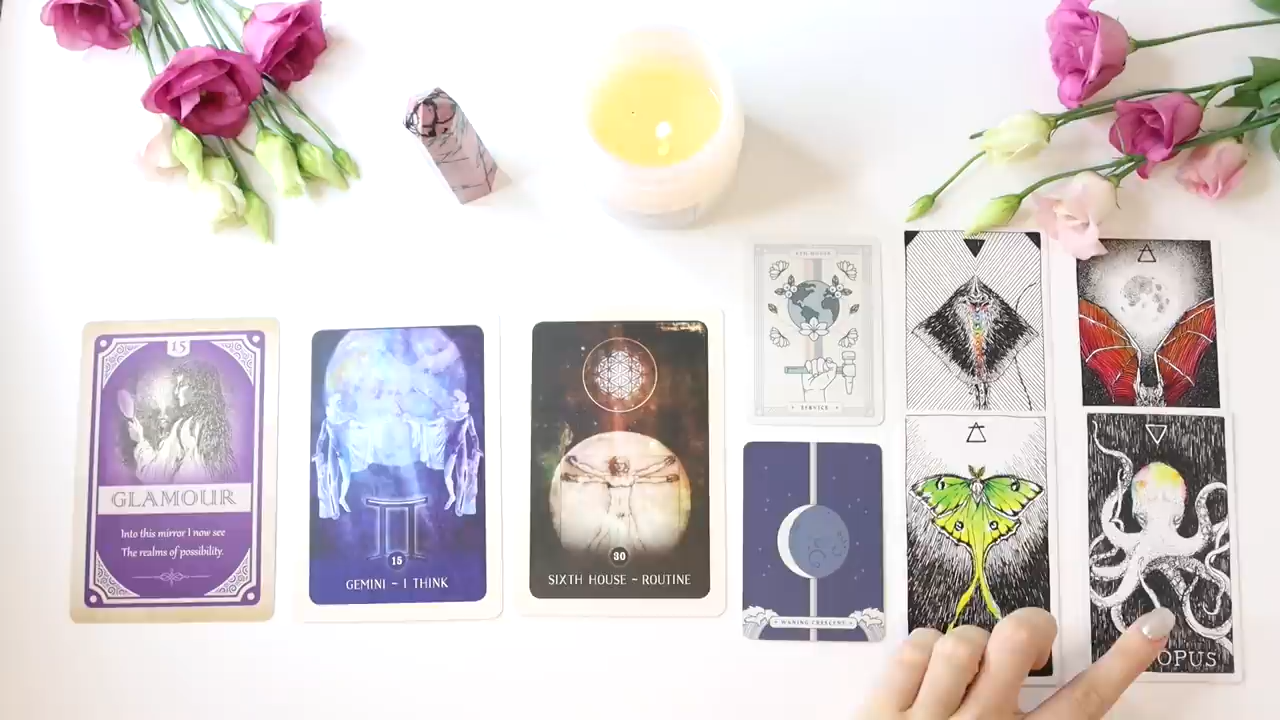 15
GLAMOUR
Into this mirror I now see
The realms of possibility.
15
GEMINI ~ I THINK
30
SIXTH HOUSE ~ ROUTINE
6TH HOUSE
SERVICE
WANING CRESCENT
OPUS